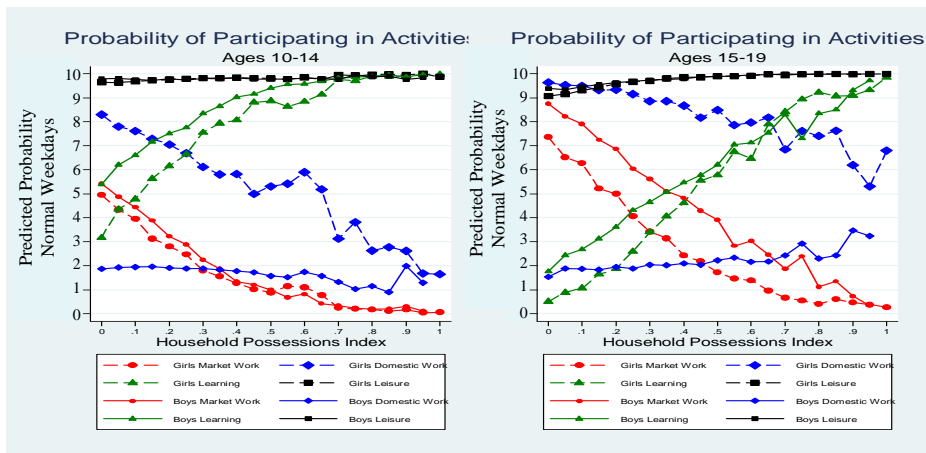 Probability of Participating in Activities
Ages 10-14
Predicted Probability
Normal Weekdays
10
9
8
7
6
5
4
3
2
1
0
0 .1 .2 .3 .4 .5 .6 .7 .8 .9 1
Household Possessions Index
Girls Market Work Girls Domestic Work
Girls Learning Girls Leisure
Boys Market Work Boys Domestic Work
Boys Learning Boys Leisure
Probability of Participating in Activities
Ages 15-19
Predicted Probability
Normal Weekdays
10
9
8
7
6
5
4
3
2
1
0
0 .1 .2 .3 .4 .5 .6 .7 .8 .9 1
Household Possessions Index
Girls Market Work Girls Domestic Work
Girls Learning Girls Leisure
Boys Market Work Boys Domestic Work
Boys Learning Boys Leisure